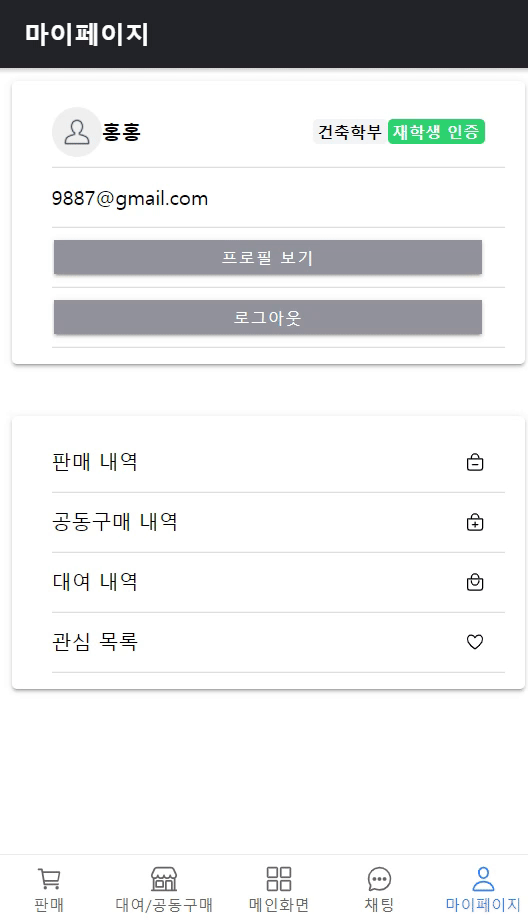 마이페이지
홍홍 건축학부 재학생 인증
9887@gmail.com
프로필 보기
로그아웃
판매 내역
공동구매 내역
대여 내역
관심 목록
판매 대여/공동구매 메인화면 채팅 마이페이지